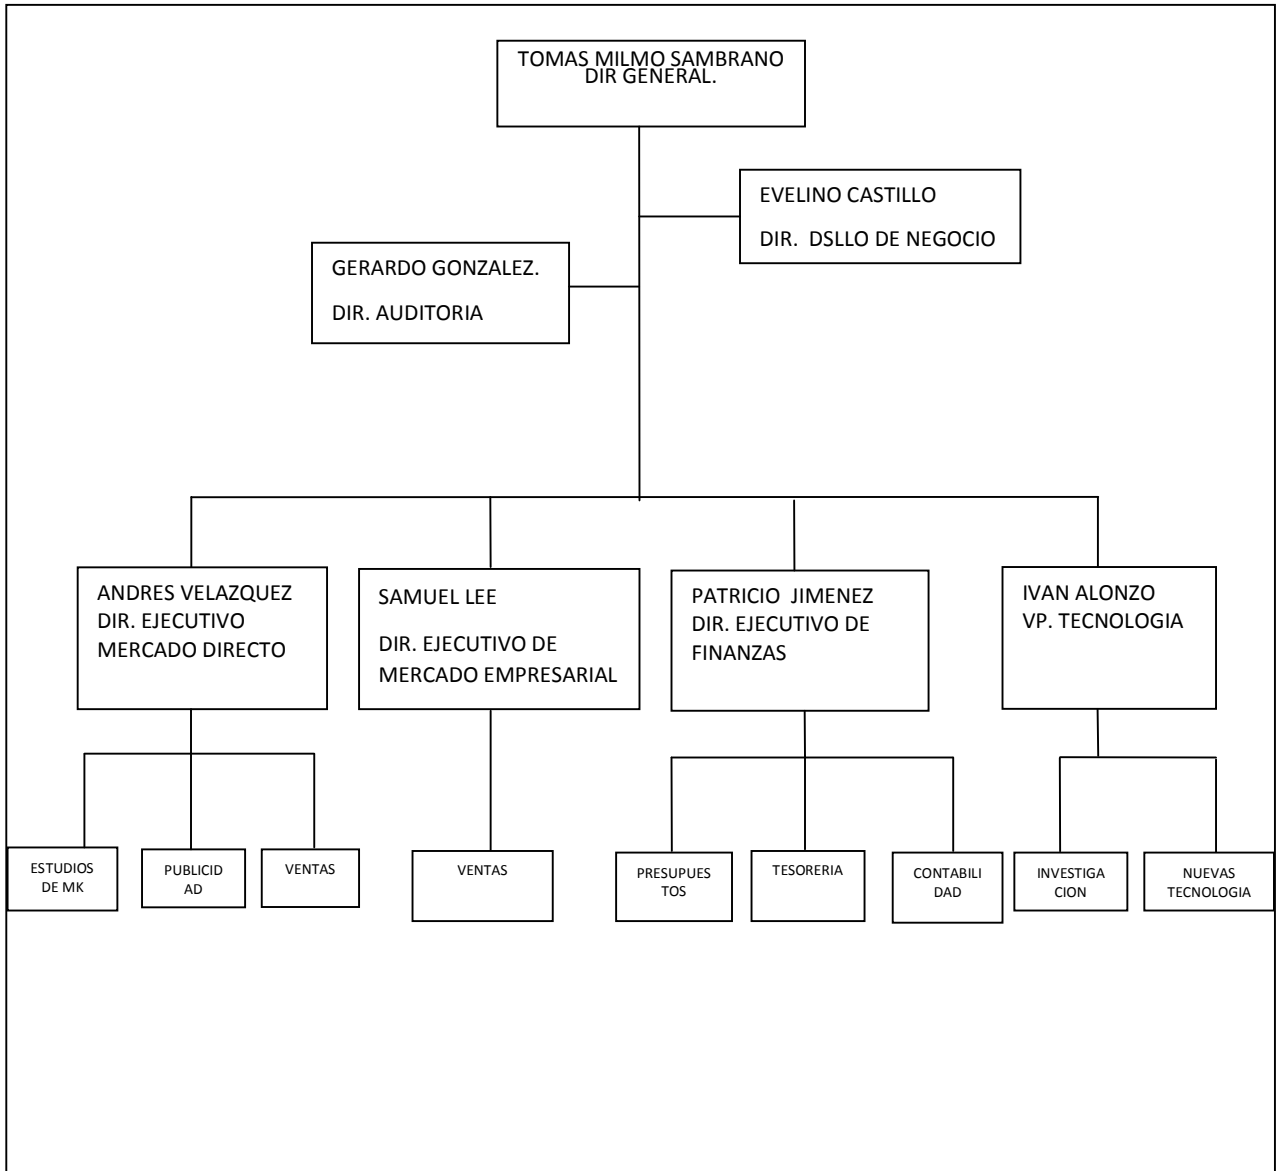 TOMAS MILMO SAMBRANO
DIR GENERAL.
EVELINO CASTILLO
DIR. DSLLO DE NEGOCIO
GERARDO GONZALEZ.
DIR. AUDITORIA
ANDRES VELAZQUEZ
DIR. EJECUTIVO
MERCADO DIRECTO
SAMUEL LEE
DIR. EJECUTIVO DE
MERCADO EMPRESARIAL
PATRICIO JIMENEZ
DIR. EJECUTIVO DE
FINANZAS
IVAN ALONZO
VP. TECNOLOGIA
ESTUDIOS
DE MK
PUBLICID
AD
VENTAS
VENTAS
PRESUPUES
TOS
TESORERIA
CONTABILI
DAD
INVESTIGA
CION
NUEVAS
TECNOLOGIA